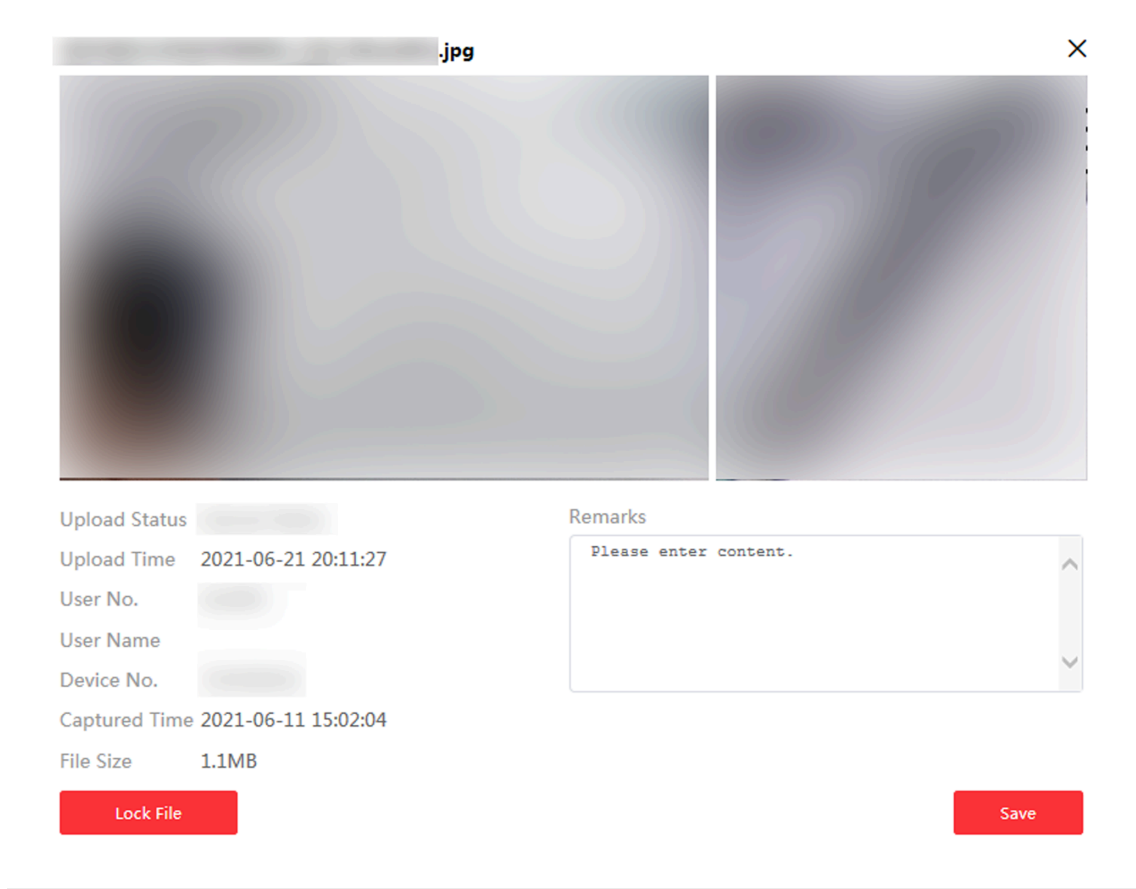 .jpg
Upload Status
Upload Time 2021-06-21 20:11:27
User No.
User Name
Device No.
Captured Time 2021-06-11 15:02:04
File Size 1.1MB
Remarks
Please enter content.
Lock File
Save